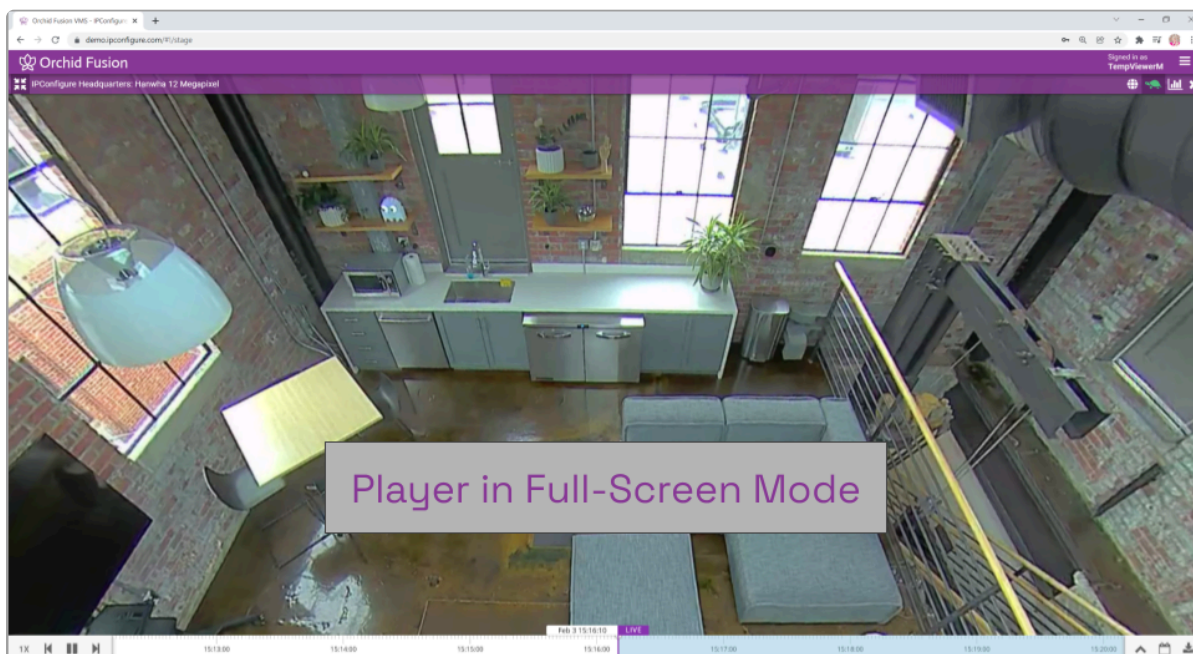 Orchid Fusion VMS - IPConfigure
demo.ipconfigure.com/#!/stage
Orchid Fusion
Signed in as
TempViewerM
IPConfigure Headquarters: Hanwha 12 Megapixel
Player in Full-Screen Mode
Feb 3 15:16:10 LIVE
1X 15:13:00 15:14:00 15:15:00 15:16:00 15:17:00 15:18:00 15:19:00 15:20:00